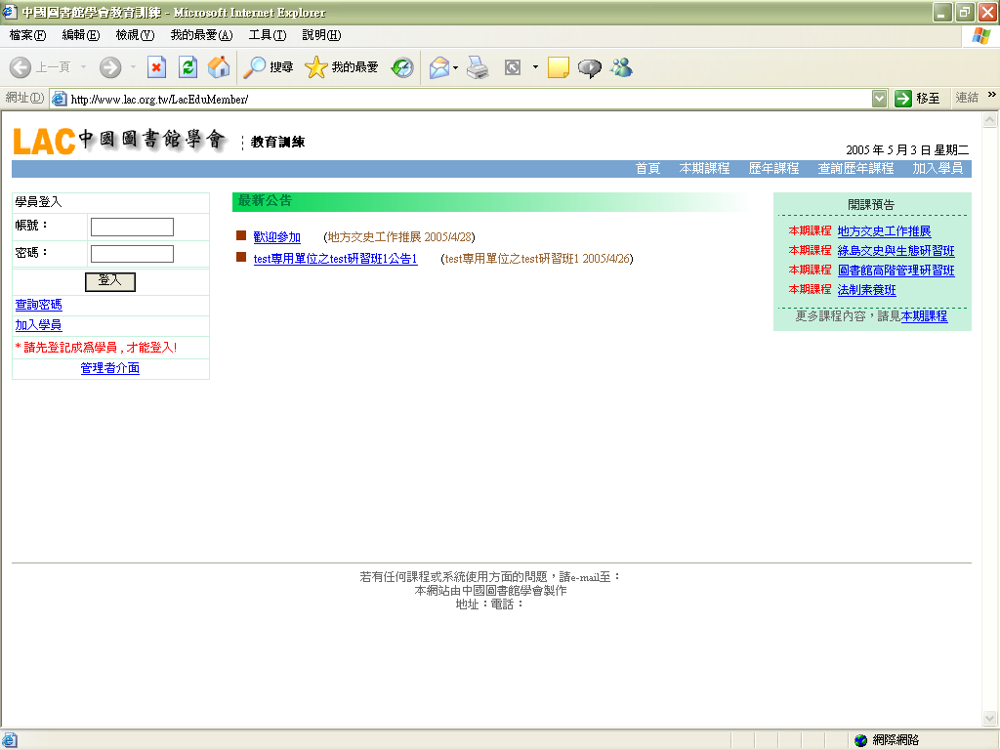 中國圖書館學會教育訓練 - Microsoft Internet Explorer
檔案(F) 編輯(E) 檢視(V) 我的最愛(A) 工具(T) 說明(H)
上一頁 搜尋 我的最愛
網址(D) http://www.lac.org.tw/LacEduMember/ 移至 連結 »
LAC中國圖書館學會 教育訓練
2005 年 5 月 3 日 星期二
首頁 本期課程 歷年課程 查詢歷年課程 加入學員
學員登入
帳號：
密碼：
登入
查詢密碼
加入學員
* 請先登記成為學員 , 才能登入!
管理者介面
最新公告
歡迎參加 (地方文史工作推展 2005/4/28)
test專用單位之test研習班1公告1 (test專用單位之test研習班1 2005/4/26)
開課預告
本期課程 地方文史工作推展
本期課程 綠島文史與生態研習班
本期課程 圖書館高階管理研習班
本期課程 法制素養班
更多課程內容，請見本期課程
若有任何課程或系統使用方面的問題，請e-mail至：
本網站由中國圖書館學會製作
地址：電話：
網際網路